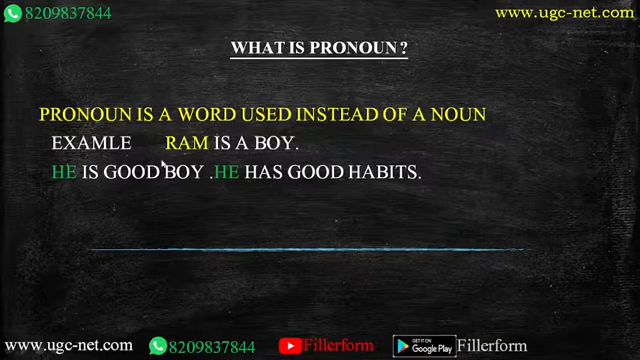 8209837844 www.ugc-net.com
WHAT IS PRONOUN?
PRONOUN IS A WORD USED INSTEAD OF A NOUN
EXAMLE RAM IS A BOY.
HE IS GOOD BOY .HE HAS GOOD HABITS.
www.ugc-net.com 8209837844 Fillerform GET IT ON Google Play Fillerform